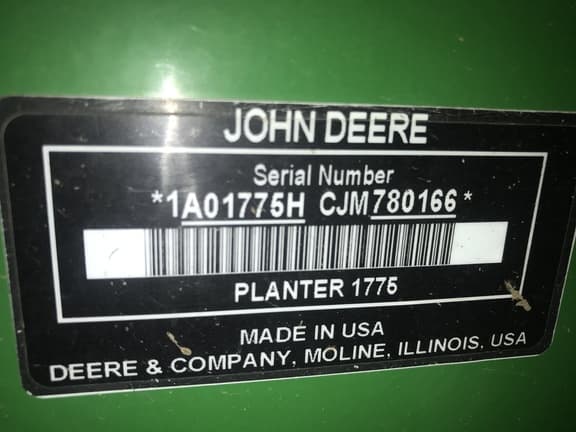 JOHN DEERE
Serial Number
*1A01775H CJM780166*
PLANTER 1775
MADE IN USA
DEERE & COMPANY, MOLINE, ILLINOIS, USA